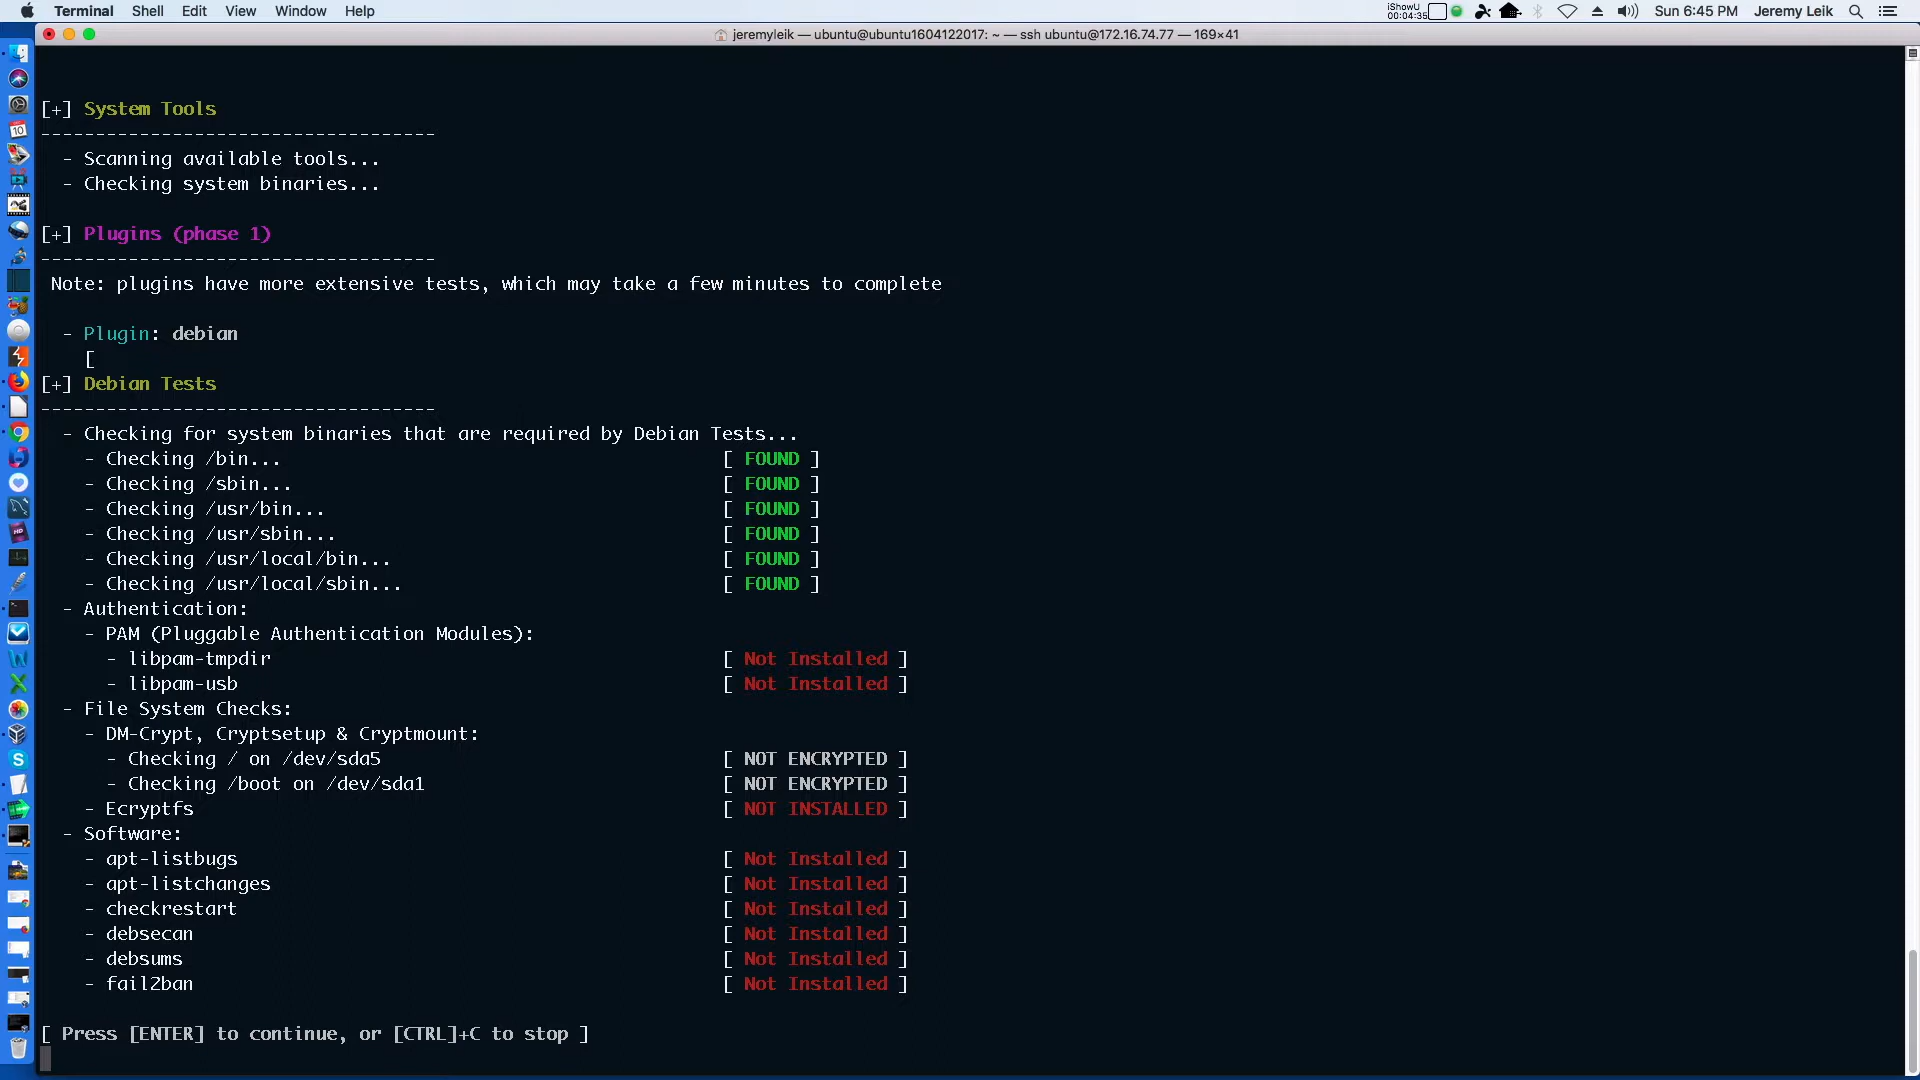 Terminal Shell Edit View Window Help
iShowU 00:04:35 Sun 6:45 PM Jeremy Leik
jeremyleik — ubuntu@ubuntu1604122017: ~ — ssh ubuntu@172.16.74.77 — 169×41
[+] System Tools
------------------------------------
- Scanning available tools...
- Checking system binaries...
[+] Plugins (phase 1)
------------------------------------
Note: plugins have more extensive tests, which may take a few minutes to complete
- Plugin: debian
[
[+] Debian Tests
------------------------------------
- Checking for system binaries that are required by Debian Tests...
- Checking /bin... [ FOUND ]
- Checking /sbin... [ FOUND ]
- Checking /usr/bin... [ FOUND ]
- Checking /usr/sbin... [ FOUND ]
- Checking /usr/local/bin... [ FOUND ]
- Checking /usr/local/sbin... [ FOUND ]
- Authentication:
- PAM (Pluggable Authentication Modules):
- libpam-tmpdir [ Not Installed ]
- libpam-usb [ Not Installed ]
- File System Checks:
- DM-Crypt, Cryptsetup & Cryptmount:
- Checking / on /dev/sda5 [ NOT ENCRYPTED ]
- Checking /boot on /dev/sda1 [ NOT ENCRYPTED ]
- Ecryptfs [ NOT INSTALLED ]
- Software:
- apt-listbugs [ Not Installed ]
- apt-listchanges [ Not Installed ]
- checkrestart [ Not Installed ]
- debsecan [ Not Installed ]
- debsums [ Not Installed ]
- fail2ban [ Not Installed ]
[ Press [ENTER] to continue, or [CTRL]+C to stop ]